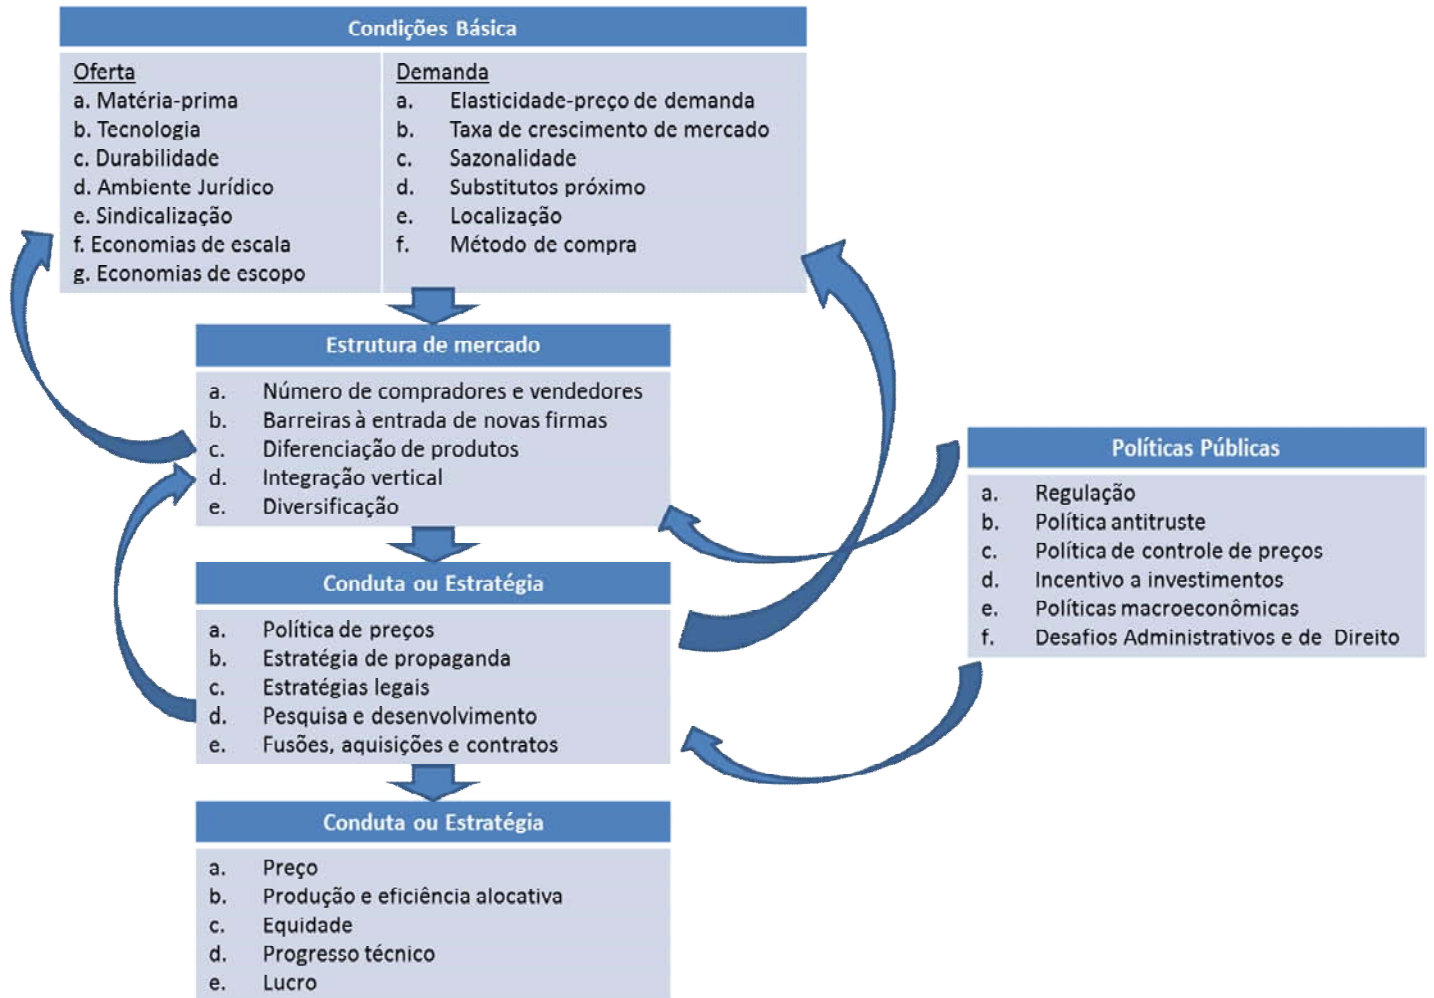 Condições Básica
Oferta
a. Matéria-prima
b. Tecnologia
c. Durabilidade
d. Ambiente Jurídico
e. Sindicalização
f. Economias de escala
g. Economias de escopo
Demanda
a. Elasticidade-preço de demanda
b. Taxa de crescimento de mercado
c. Sazonalidade
d. Substitutos próximo
e. Localização
f. Método de compra
Estrutura de mercado
a. Número de compradores e vendedores
b. Barreiras à entrada de novas firmas
c. Diferenciação de produtos
d. Integração vertical
e. Diversificação
Conduta ou Estratégia
a. Política de preços
b. Estratégia de propaganda
c. Estratégias legais
d. Pesquisa e desenvolvimento
e. Fusões, aquisições e contratos
Conduta ou Estratégia
a. Preço
b. Produção e eficiência alocativa
c. Equidade
d. Progresso técnico
e. Lucro
Políticas Públicas
a. Regulação
b. Política antitruste
c. Política de controle de preços
d. Incentivo a investimentos
e. Políticas macroeconômicas
f. Desafios Administrativos e de Direito